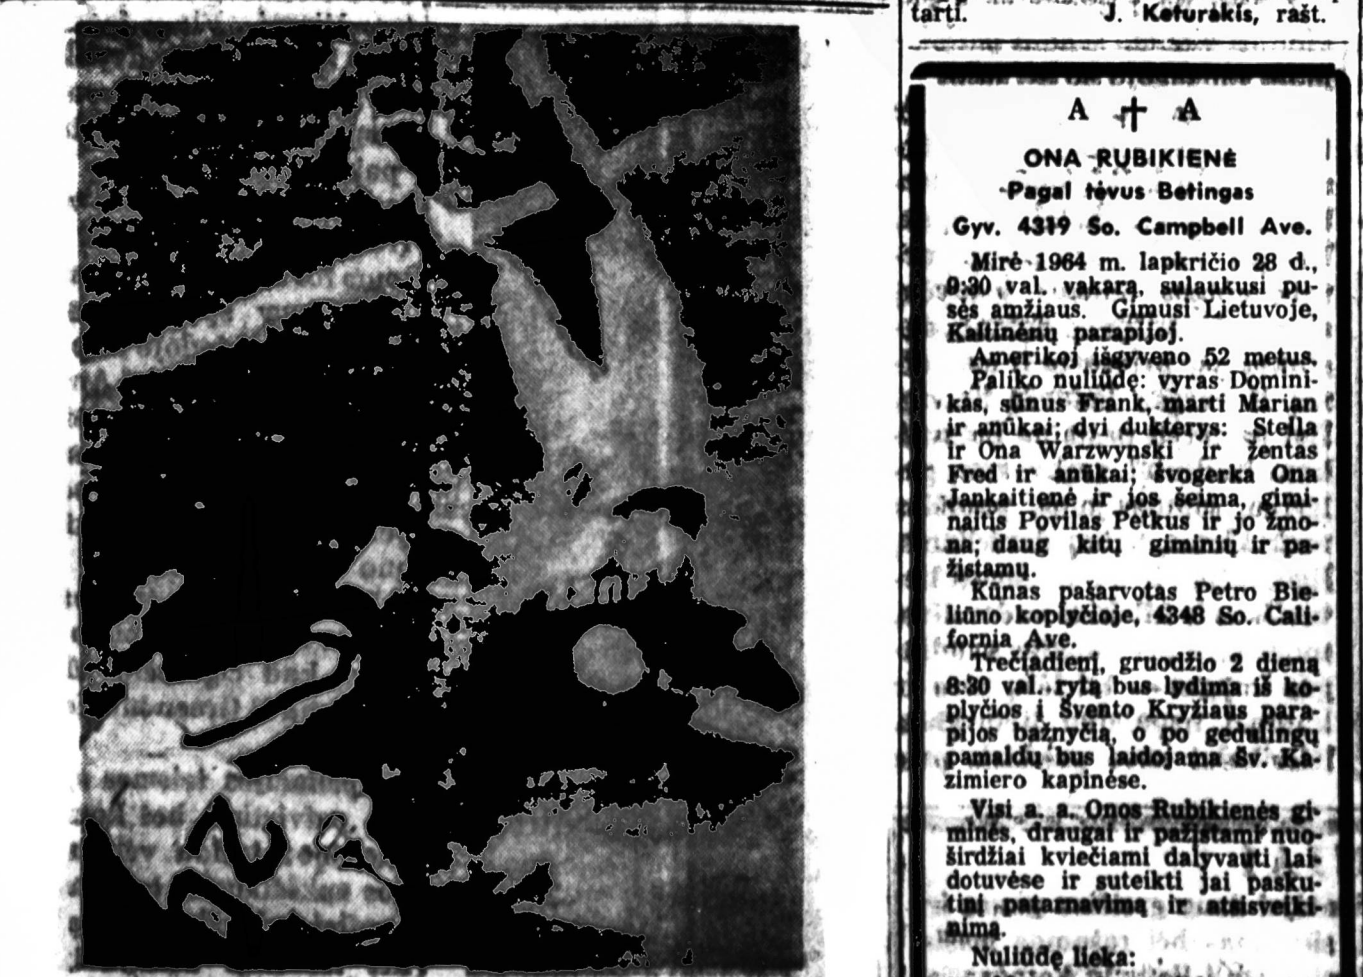 tarti. J. Keturakis, rašt.
A † A
ONA RUBIKIENĖ
Pagal tėvus Betingas
Gyv. 4319 So. Campbell Ave.
Mirė 1964 m. lapkričio 28 d.,
9:30 val. vakarą, sulaukusi pu-
sės amžiaus. Gimusi Lietuvoje,
Kaltinėnų parapijoj.
Amerikoj išgyveno 52 metus.
Paliko nuliūdę: vyras Domini-
kas, sūnus Frank, marti Marian
ir anūkai; dvi dukterys: Stella
ir Ona Warzwynski ir žentas
Fred ir anūkai; švogerka Ona
Jankaitienė ir jos šeima, gimi-
naitis Povilas Petkus ir jo žmo-
na; daug kitų giminių ir pa-
žįstamų.
Kūnas pašarvotas Petro Bie-
liūno koplyčioje, 4348 So. Cali-
fornia Ave.
Trečiadienį, gruodžio 2 dieną
8:30 val. rytą bus lydima iš ko-
plyčios į Švento Kryžiaus para-
pijos bažnyčią, o po gedulingų
pamaldų bus laidojama šv. Ka-
zimiero kapinėse.
Visi a. a. Onos Rubikienės gi-
minės, draugai ir pažįstami nuo-
širdžiai kviečiami dalyvauti lai-
dotuvėse ir suteikti jai pasku-
tinį patarnavimą ir atsisveiki-
nimą.
Nuliūdę lieka: